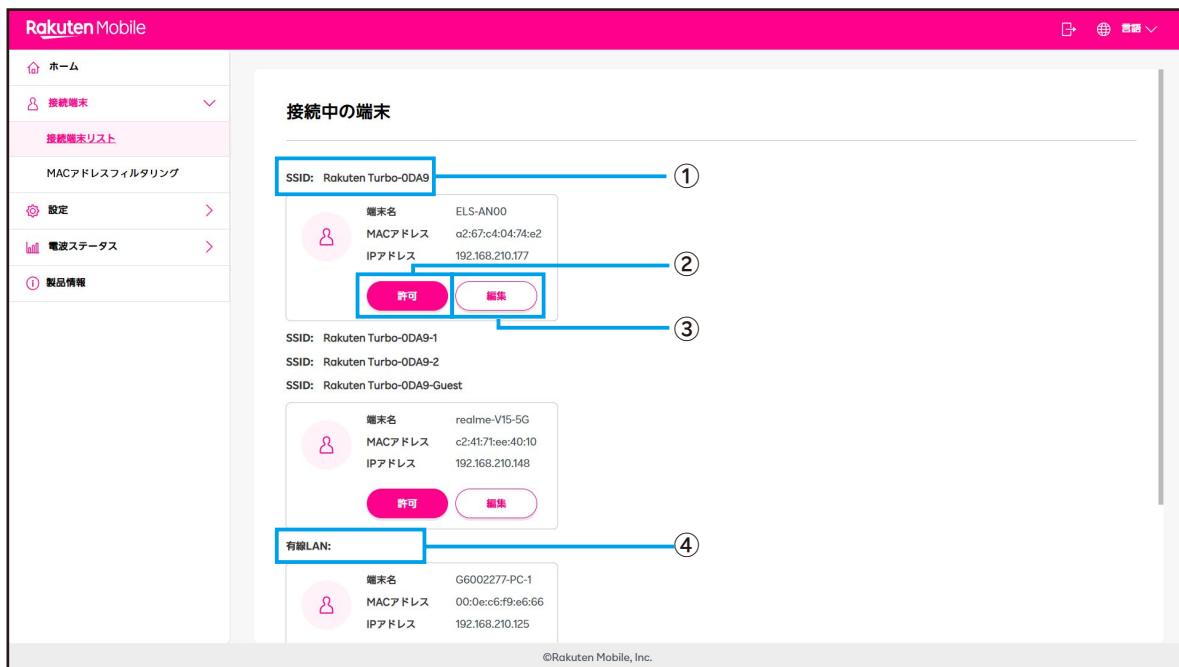 Rakuten Mobile
言語
ホーム
接続端末
接続端末リスト
MACアドレスフィルタリング
設定
電波ステータス
製品情報
接続中の端末
SSID: Rakuten Turbo-0DA9
①
端末名 ELS-AN00
MACアドレス a2:67:c4:04:74:e2
IPアドレス 192.168.210.177
②
許可 編集
③
SSID: Rakuten Turbo-0DA9-1
SSID: Rakuten Turbo-0DA9-2
SSID: Rakuten Turbo-0DA9-Guest
端末名 realme-V15-5G
MACアドレス c2:41:71:ee:40:10
IPアドレス 192.168.210.148
許可 編集
有線LAN:
④
端末名 G6002277-PC-1
MACアドレス 00:0e:c6:f9:e6:66
IPアドレス 192.168.210.125
©Rakuten Mobile, Inc.